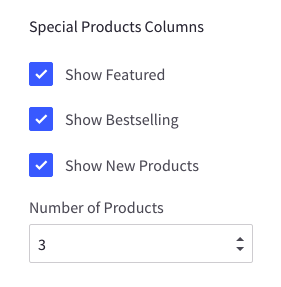 Special Products Columns
Show Featured
Show Bestselling
Show New Products
Number of Products
3